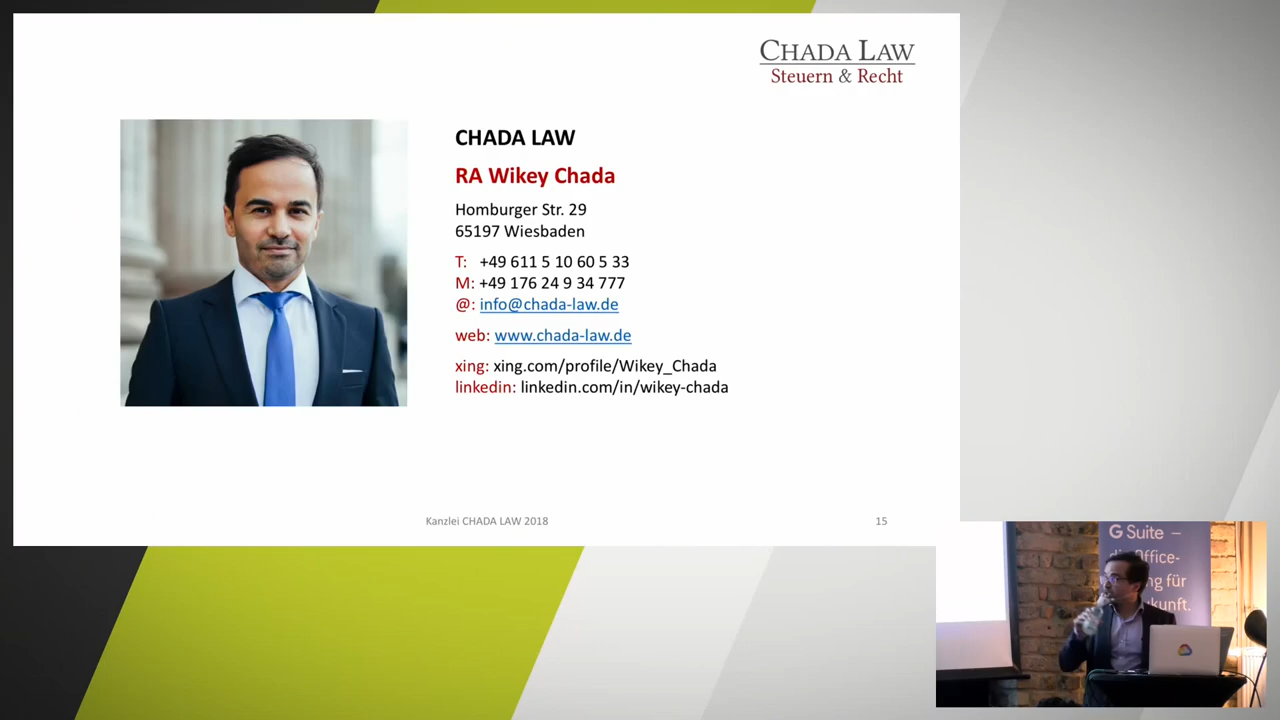 CHADA LAW
Steuern & Recht
CHADA LAW
RA Wikey Chada
Homburger Str. 29
65197 Wiesbaden
T: +49 611 5 10 60 5 33
M: +49 176 24 9 34 777
@: info@chada-law.de
web: www.chada-law.de
xing: xing.com/profile/Wikey_Chada
linkedin: linkedin.com/in/wikey-chada
Kanzlei CHADA LAW 2018
15
G Suite –
Office-
für